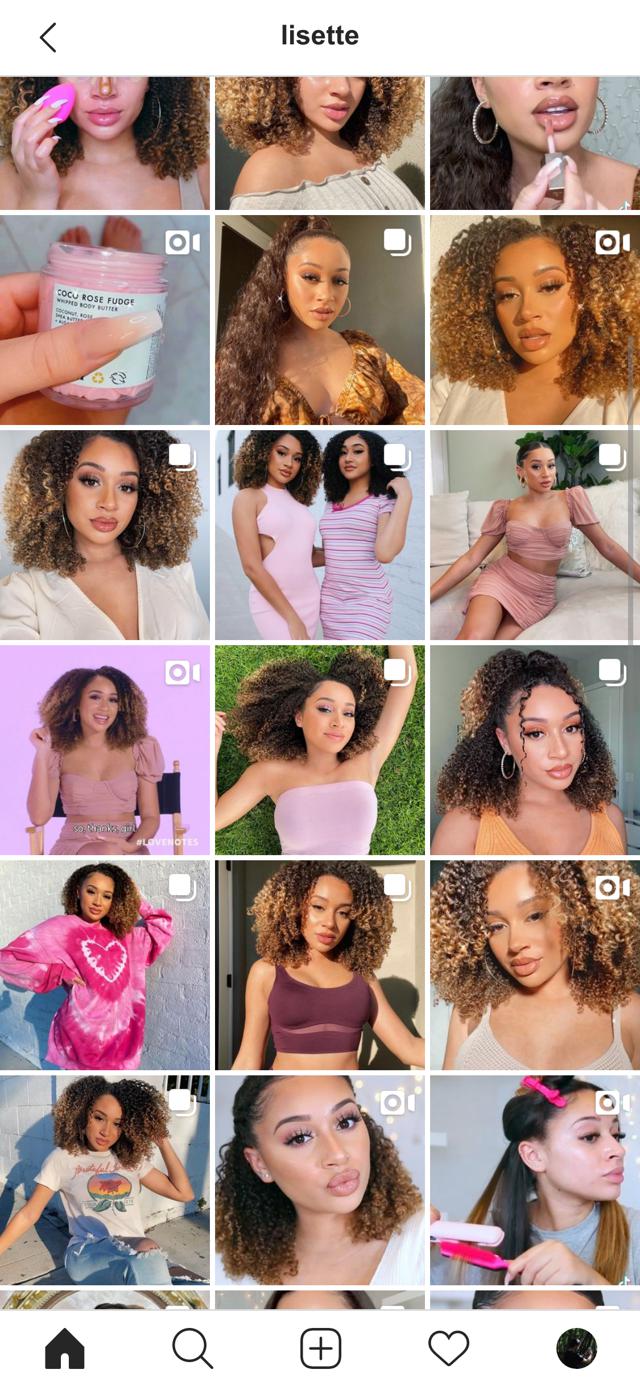 lisette
COCO ROSE FUDGE
WHIPPED BODY BUTTER
COCONUT, ROSE
SHEA BUTTER
so thanks girl
#LOVENOTES